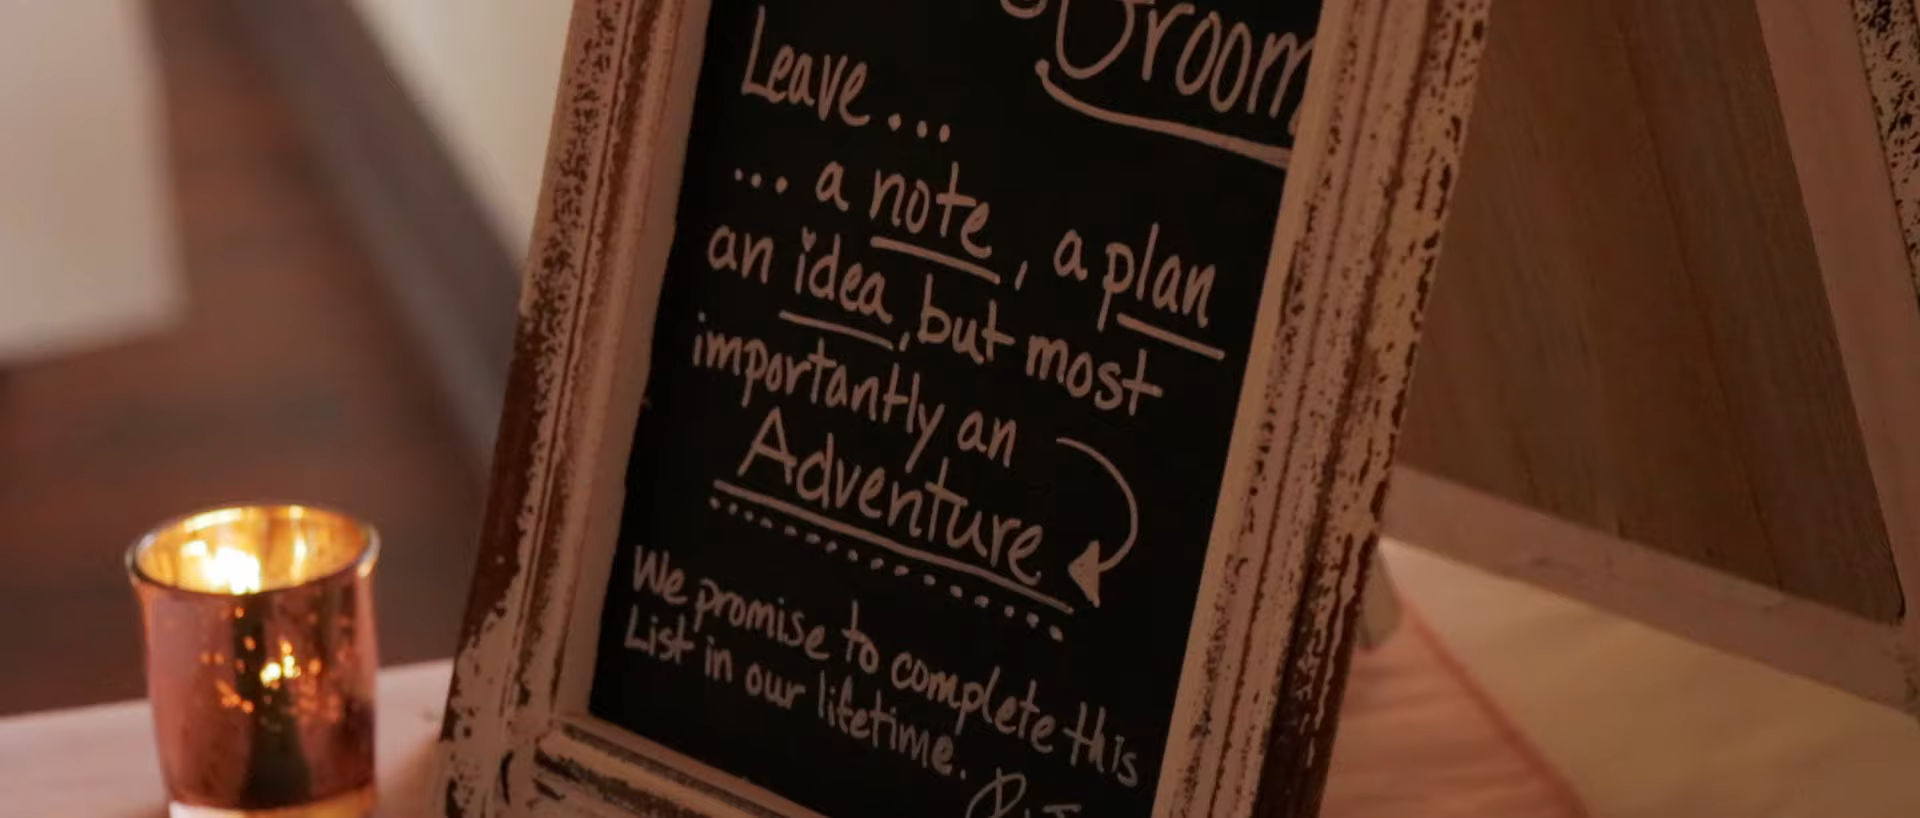 Groom
Leave...
... a note, a plan
an idea, but most
importantly an
Adventure
We promise to complete this
List in our lifetime.